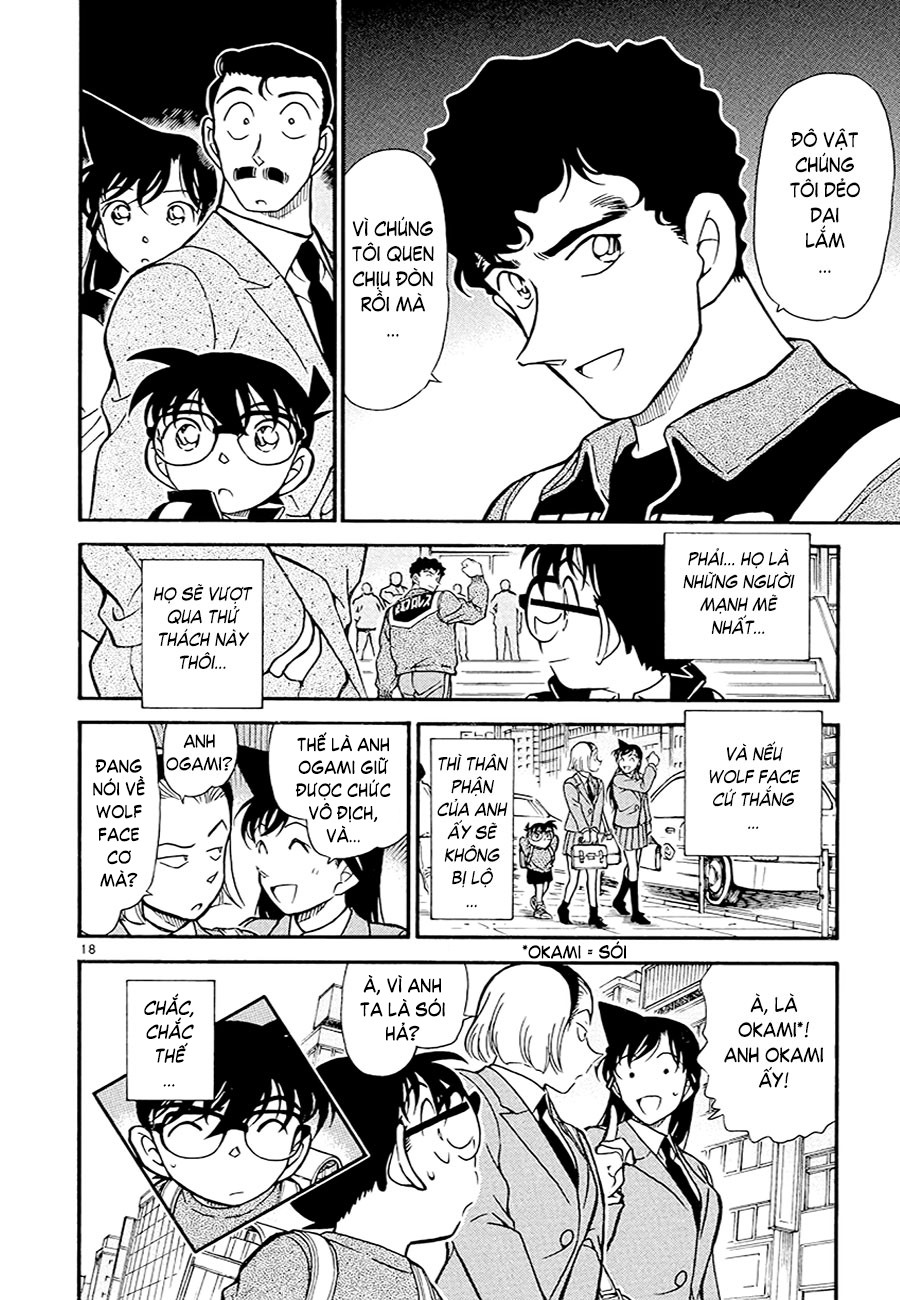 ĐÔ VẬT
CHÚNG
TÔI DẺO
DAI
LẮM
...
VÌ CHÚNG
TÔI QUEN
CHỊU ĐÒN
RỒI MÀ
...
PHẢI... HỌ LÀ
NHỮNG NGƯỜI
MẠNH MẼ
NHẤT...
HỌ SẼ VƯỢT
QUA THỬ
THÁCH NÀY
THÔI...
VÀ NẾU
WOLF FACE
CỨ THẮNG
...
THÌ THÂN
PHẬN
CỦA ANH
ẤY SẼ
KHÔNG
BỊ LỘ
...
THẾ LÀ ANH
OGAMI GIỮ
ĐƯỢC CHỨC
VÔ ĐỊCH,
VÀ...
ANH
OGAMI?
ĐANG
NÓI VỀ
WOLF
FACE
CƠ
MÀ?
18
*OKAMI = SÓI
À, LÀ
OKAMI*!
ANH OKAMI
ẤY!
À, VÌ ANH
TA LÀ SÓI
HẢ?
CHẮC,
CHẮC
THẾ
...